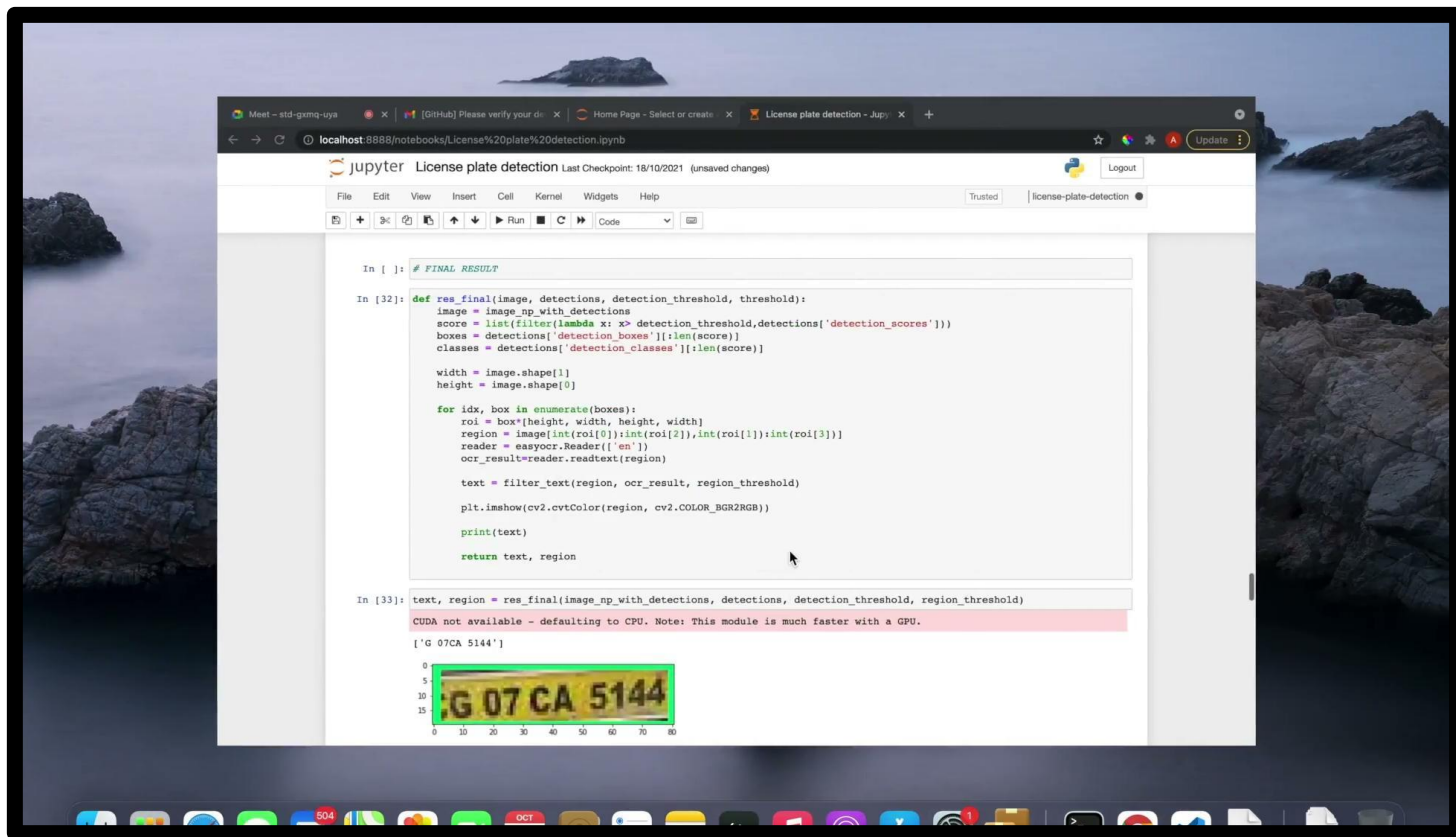 Meet – std-gxmq-uya
[GitHub] Please verify your de
Home Page - Select or create
License plate detection - Jupy
localhost:8888/notebooks/License%20plate%20detection.ipynb
A
Update
jupyter License plate detection Last Checkpoint: 18/10/2021 (unsaved changes)
Logout
File Edit View Insert Cell Kernel Widgets Help
Trusted
license-plate-detection
Run
Code
In [ ]: # FINAL RESULT
In [32]: def res_final(image, detections, detection_threshold, threshold):
image = image_np_with_detections
score = list(filter(lambda x: x> detection_threshold,detections['detection_scores']))
boxes = detections['detection_boxes'][:len(score)]
classes = detections['detection_classes'][:len(score)]
width = image.shape[1]
height = image.shape[0]
for idx, box in enumerate(boxes):
roi = box*[height, width, height, width]
region = image[int(roi[0]):int(roi[2]),int(roi[1]):int(roi[3])]
reader = easyocr.Reader(['en'])
ocr_result=reader.readtext(region)
text = filter_text(region, ocr_result, region_threshold)
plt.imshow(cv2.cvtColor(region, cv2.COLOR_BGR2RGB))
print(text)
return text, region
In [33]: text, region = res_final(image_np_with_detections, detections, detection_threshold, region_threshold)
CUDA not available - defaulting to CPU. Note: This module is much faster with a GPU.
['G 07CA 5144']
0
5
10
15
G 07 CA 5144
0 10 20 30 40 50 60 70 80
504
OCT
1